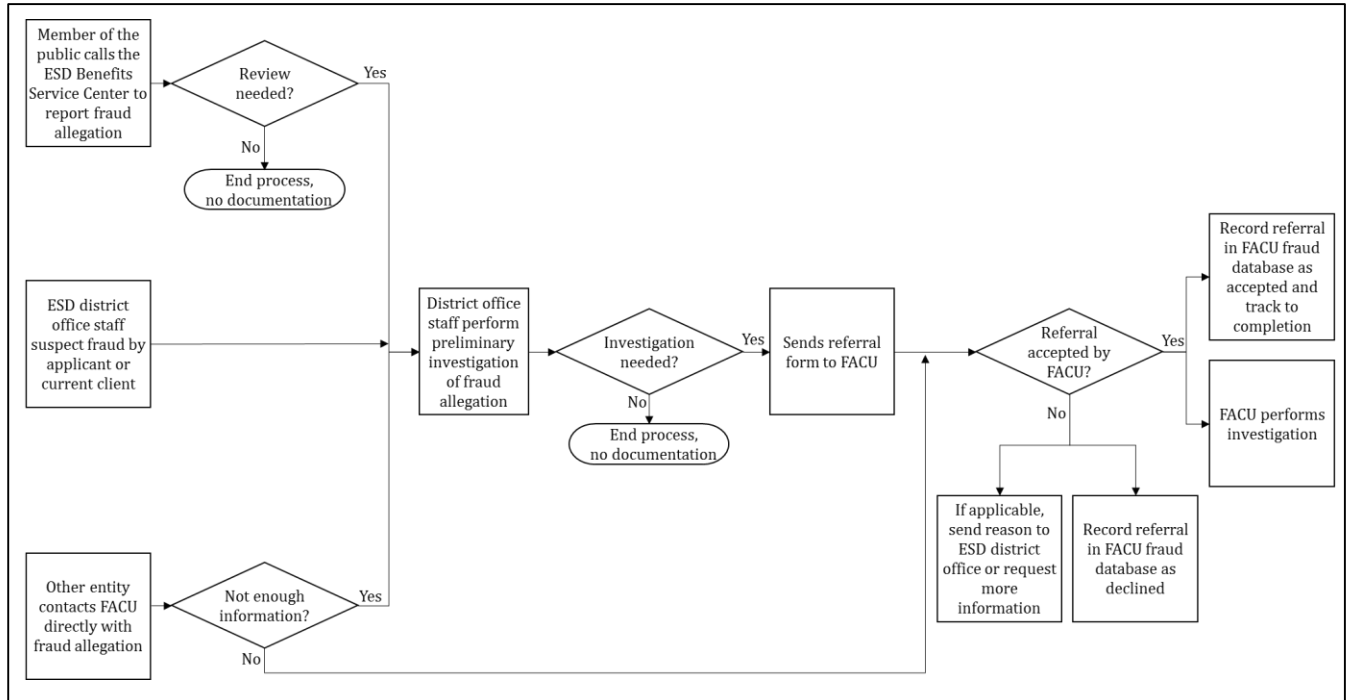 Member of the
public calls the
ESD Benefits
Service Center to
report fraud
allegation
Review
needed?
Yes
No
End process,
no documentation
ESD district
office staff
suspect fraud by
applicant or
current client
District office
staff perform
preliminary
investigation
of fraud
allegation
Investigation
needed?
Yes
No
End process,
no documentation
Sends referral
form to FACU
Referral
accepted by
FACU?
Yes
No
Record referral
in FACU fraud
database as
accepted and
track to
completion
FACU performs
investigation
If applicable,
send reason to
ESD district
office or request
more
information
Record referral
in FACU fraud
database as
declined
Other entity
contacts FACU
directly with
fraud allegation
Not enough
information?
Yes
No